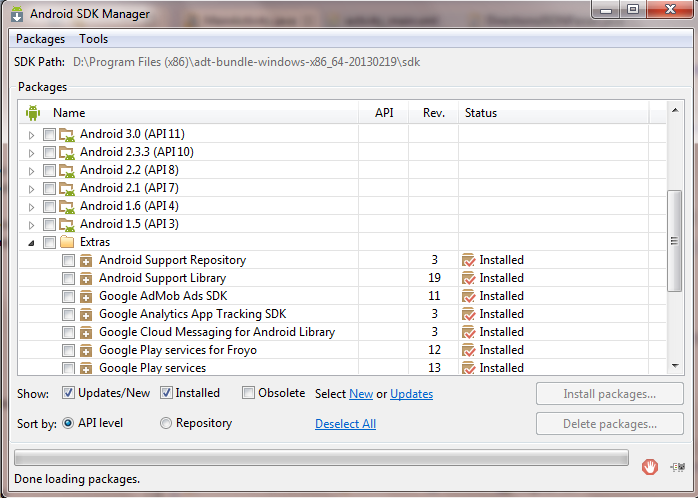 Android SDK Manager
Packages Tools
SDK Path: D:\Program Files (x86)\adt-bundle-windows-x86_64-20130219\sdk
Packages
Name API Rev. Status
Android 3.0 (API 11)
Android 2.3.3 (API 10)
Android 2.2 (API 8)
Android 2.1 (API 7)
Android 1.6 (API 4)
Android 1.5 (API 3)
Extras
Android Support Repository 3 Installed
Android Support Library 19 Installed
Google AdMob Ads SDK 11 Installed
Google Analytics App Tracking SDK 3 Installed
Google Cloud Messaging for Android Library 3 Installed
Google Play services for Froyo 12 Installed
Google Play services 13 Installed
Show: Updates/New Installed Obsolete Select New or Updates Install packages...
Sort by: API level Repository Deselect All Delete packages...
Done loading packages.